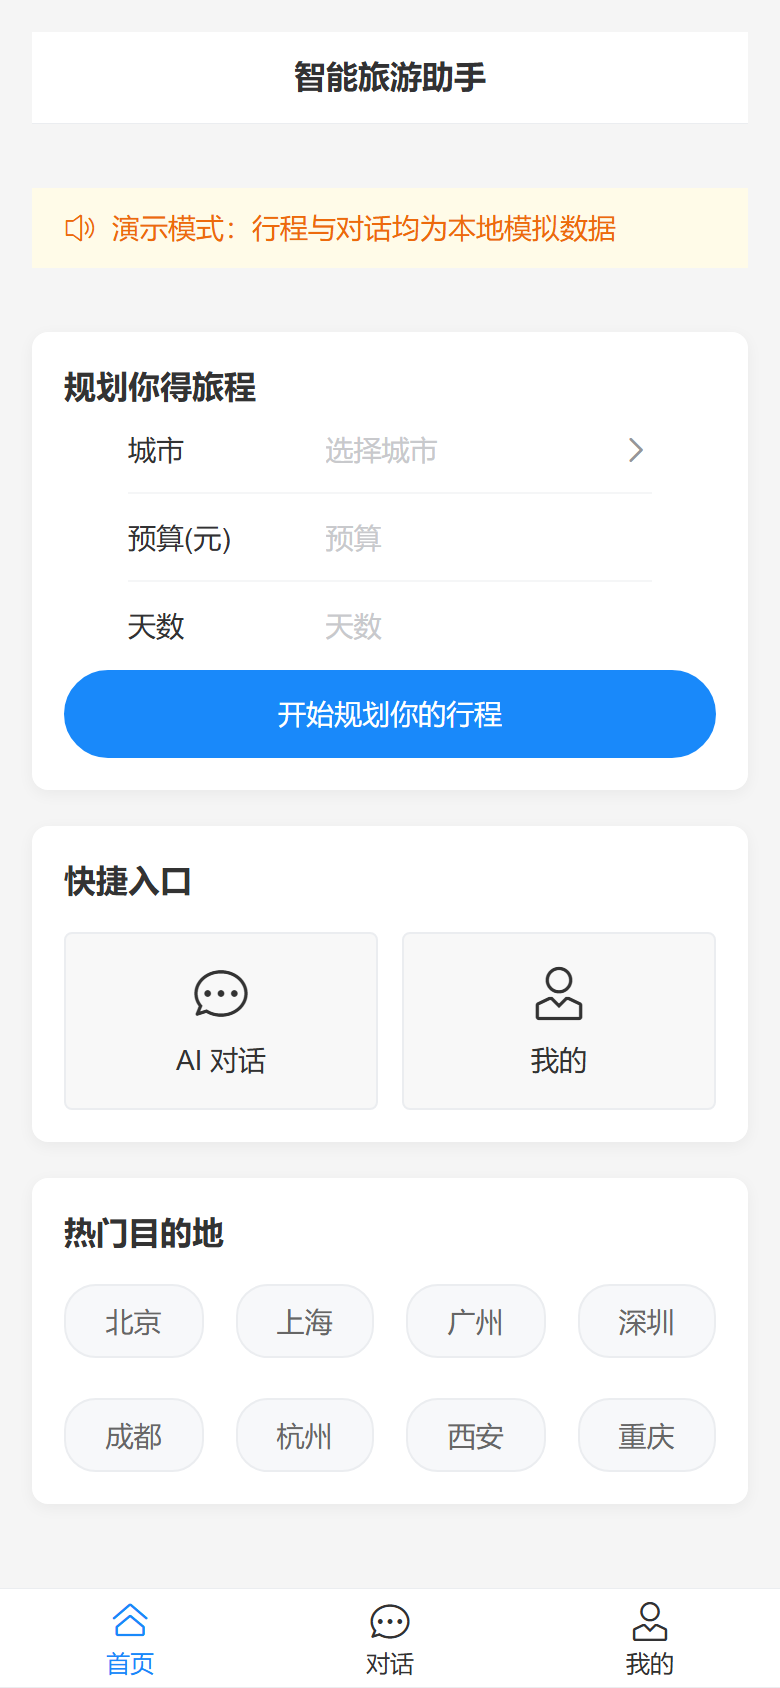 智能旅游助手
演示模式：行程与对话均为本地模拟数据
规划你得旅程
城市 选择城市
预算(元) 预算
天数 天数
开始规划你的行程
快捷入口
AI 对话 我的
热门目的地
北京 上海 广州 深圳
成都 杭州 西安 重庆
首页 对话 我的